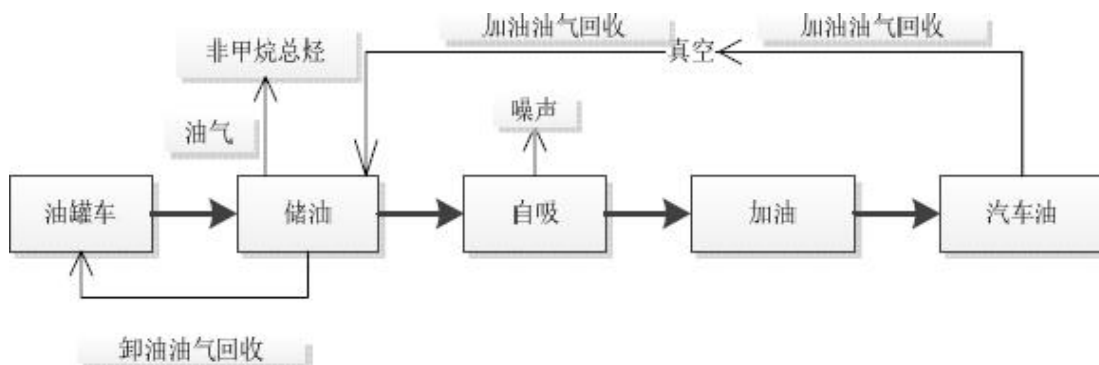 加油油气回收
加油油气回收
非甲烷总烃
真空
噪声
油气
油罐车
储油
自吸
加油
汽车油
卸油油气回收